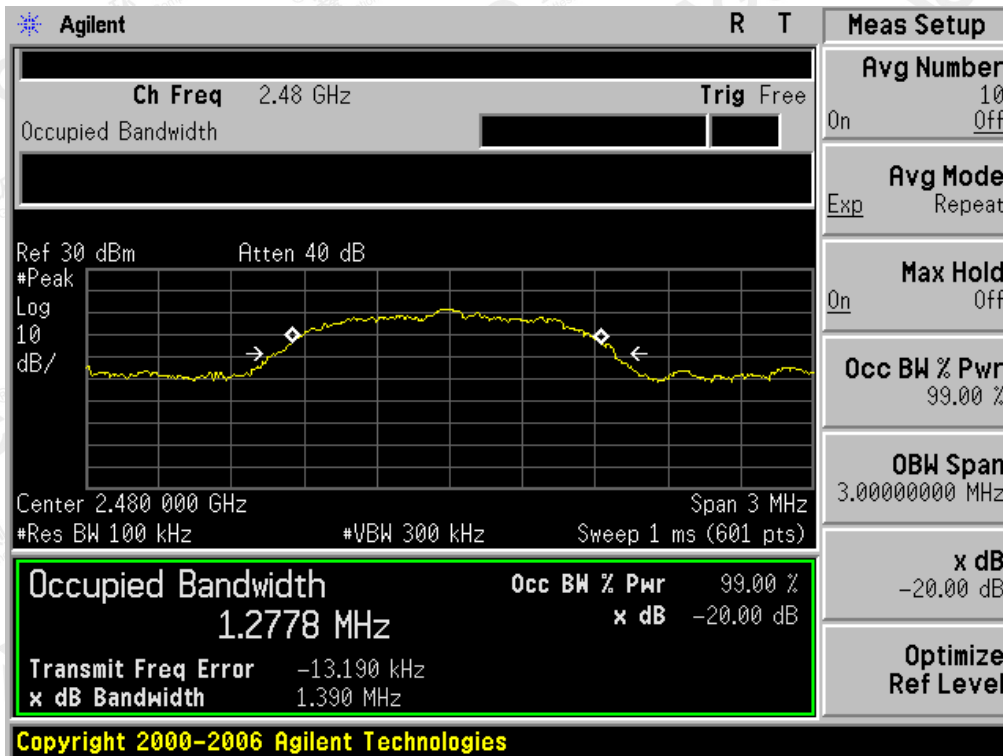 Agilent R T
Ch Freq 2.48 GHz Trig Free
Occupied Bandwidth
Ref 30 dBm Atten 40 dB
#Peak
Log
10
dB/
Center 2.480 000 GHz Span 3 MHz
#Res BW 100 kHz #VBW 300 kHz Sweep 1 ms (601 pts)
Occupied Bandwidth
1.2778 MHz
Occ BW % Pwr 99.00 %
x dB -20.00 dB
Transmit Freq Error -13.190 kHz
x dB Bandwidth 1.390 MHz
Copyright 2000-2006 Agilent Technologies
Meas Setup
Avg Number
10
On Off
Avg Mode
Exp Repeat
Max Hold
On Off
Occ BW % Pwr
99.00 %
OBW Span
3.00000000 MHz
x dB
-20.00 dB
Optimize
Ref Level